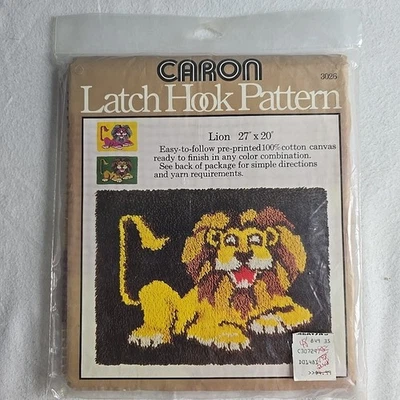 CARON
3026
Latch Hook Pattern
Lion 27" x 20"
Easy-to-follow pre-printed 100% cotton canvas
ready to finish in any color combination.
See back of package for simple directions
and yarn requirements.